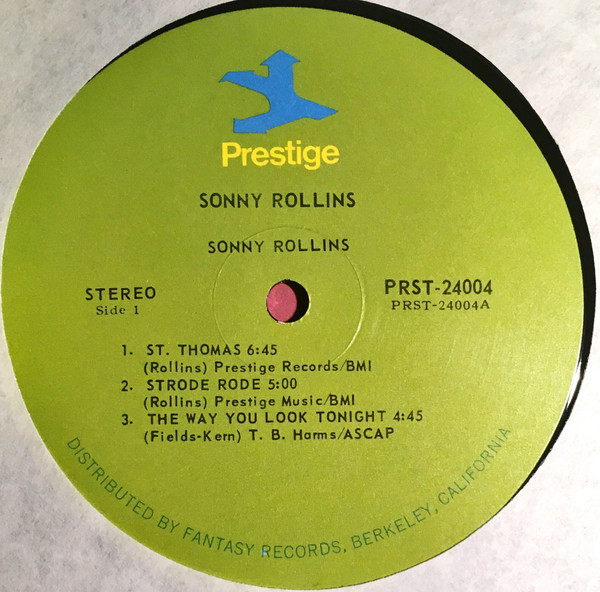 Prestige
SONNY ROLLINS
SONNY ROLLINS
STEREO
Side 1
PRST-24004
PRST-24004A
1. ST. THOMAS 6:45
(Rollins) Prestige Records/BMI
2. STRODE RODE 5:00
(Rollins) Prestige Music/BMI
3. THE WAY YOU LOOK TONIGHT 4:45
(Fields-Kern) T. B. Harms/ASCAP
DISTRIBUTED BY FANTASY RECORDS, BERKELEY, CALIFORNIA